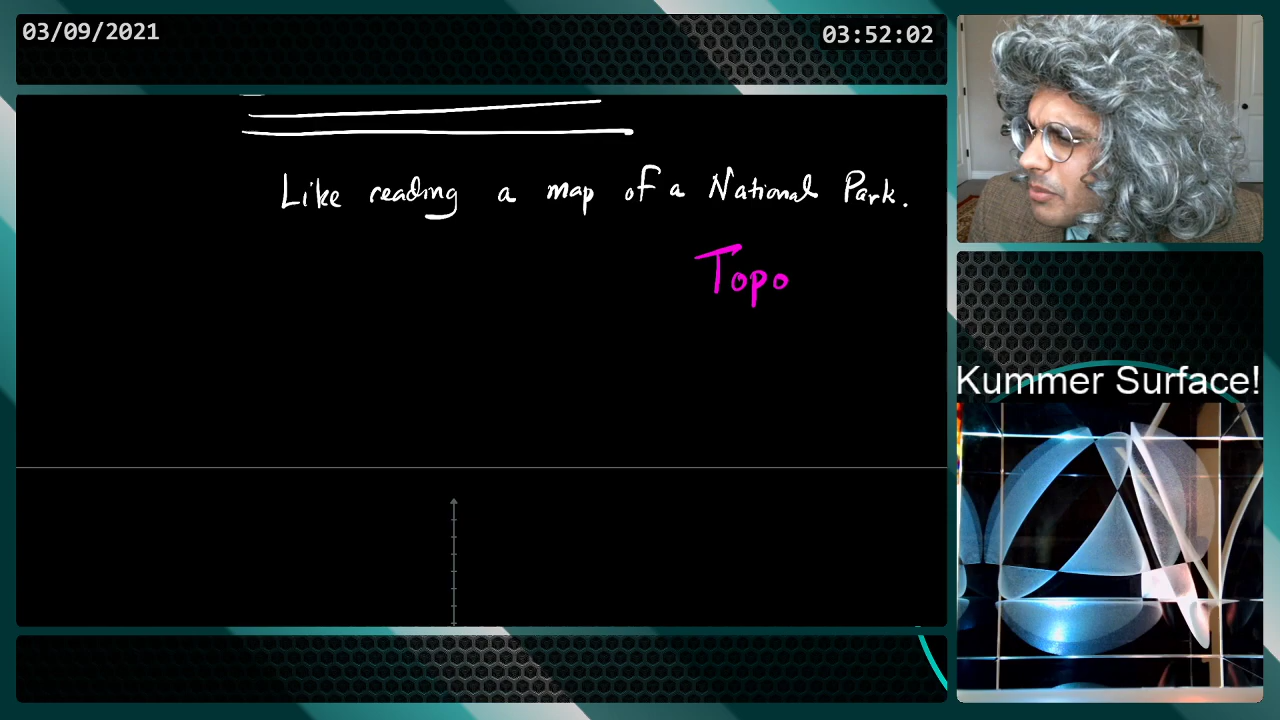 03/09/2021
03:52:02
Like reading a map of a National Park.
Topo
Kummer Surface!